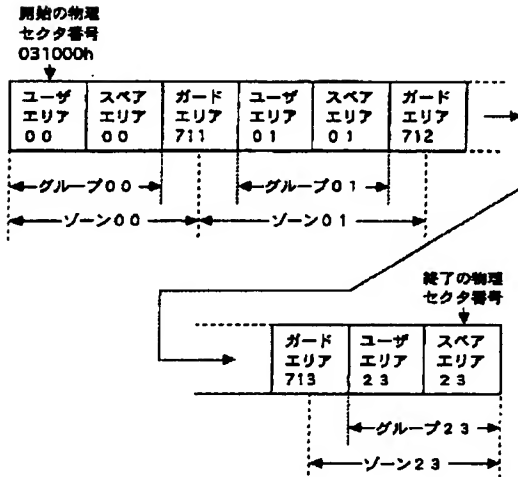 開始の物理
セクタ番号
031000h
ユーザ
エリア
00
スペア
エリア
00
ガード
エリア
711
ユーザ
エリア
01
スペア
エリア
01
ガード
エリア
712
グループ00
グループ01
ゾーン00
ゾーン01
終了の物理
セクタ番号
ガード
エリア
713
ユーザ
エリア
23
スペア
エリア
23
グループ23
ゾーン23